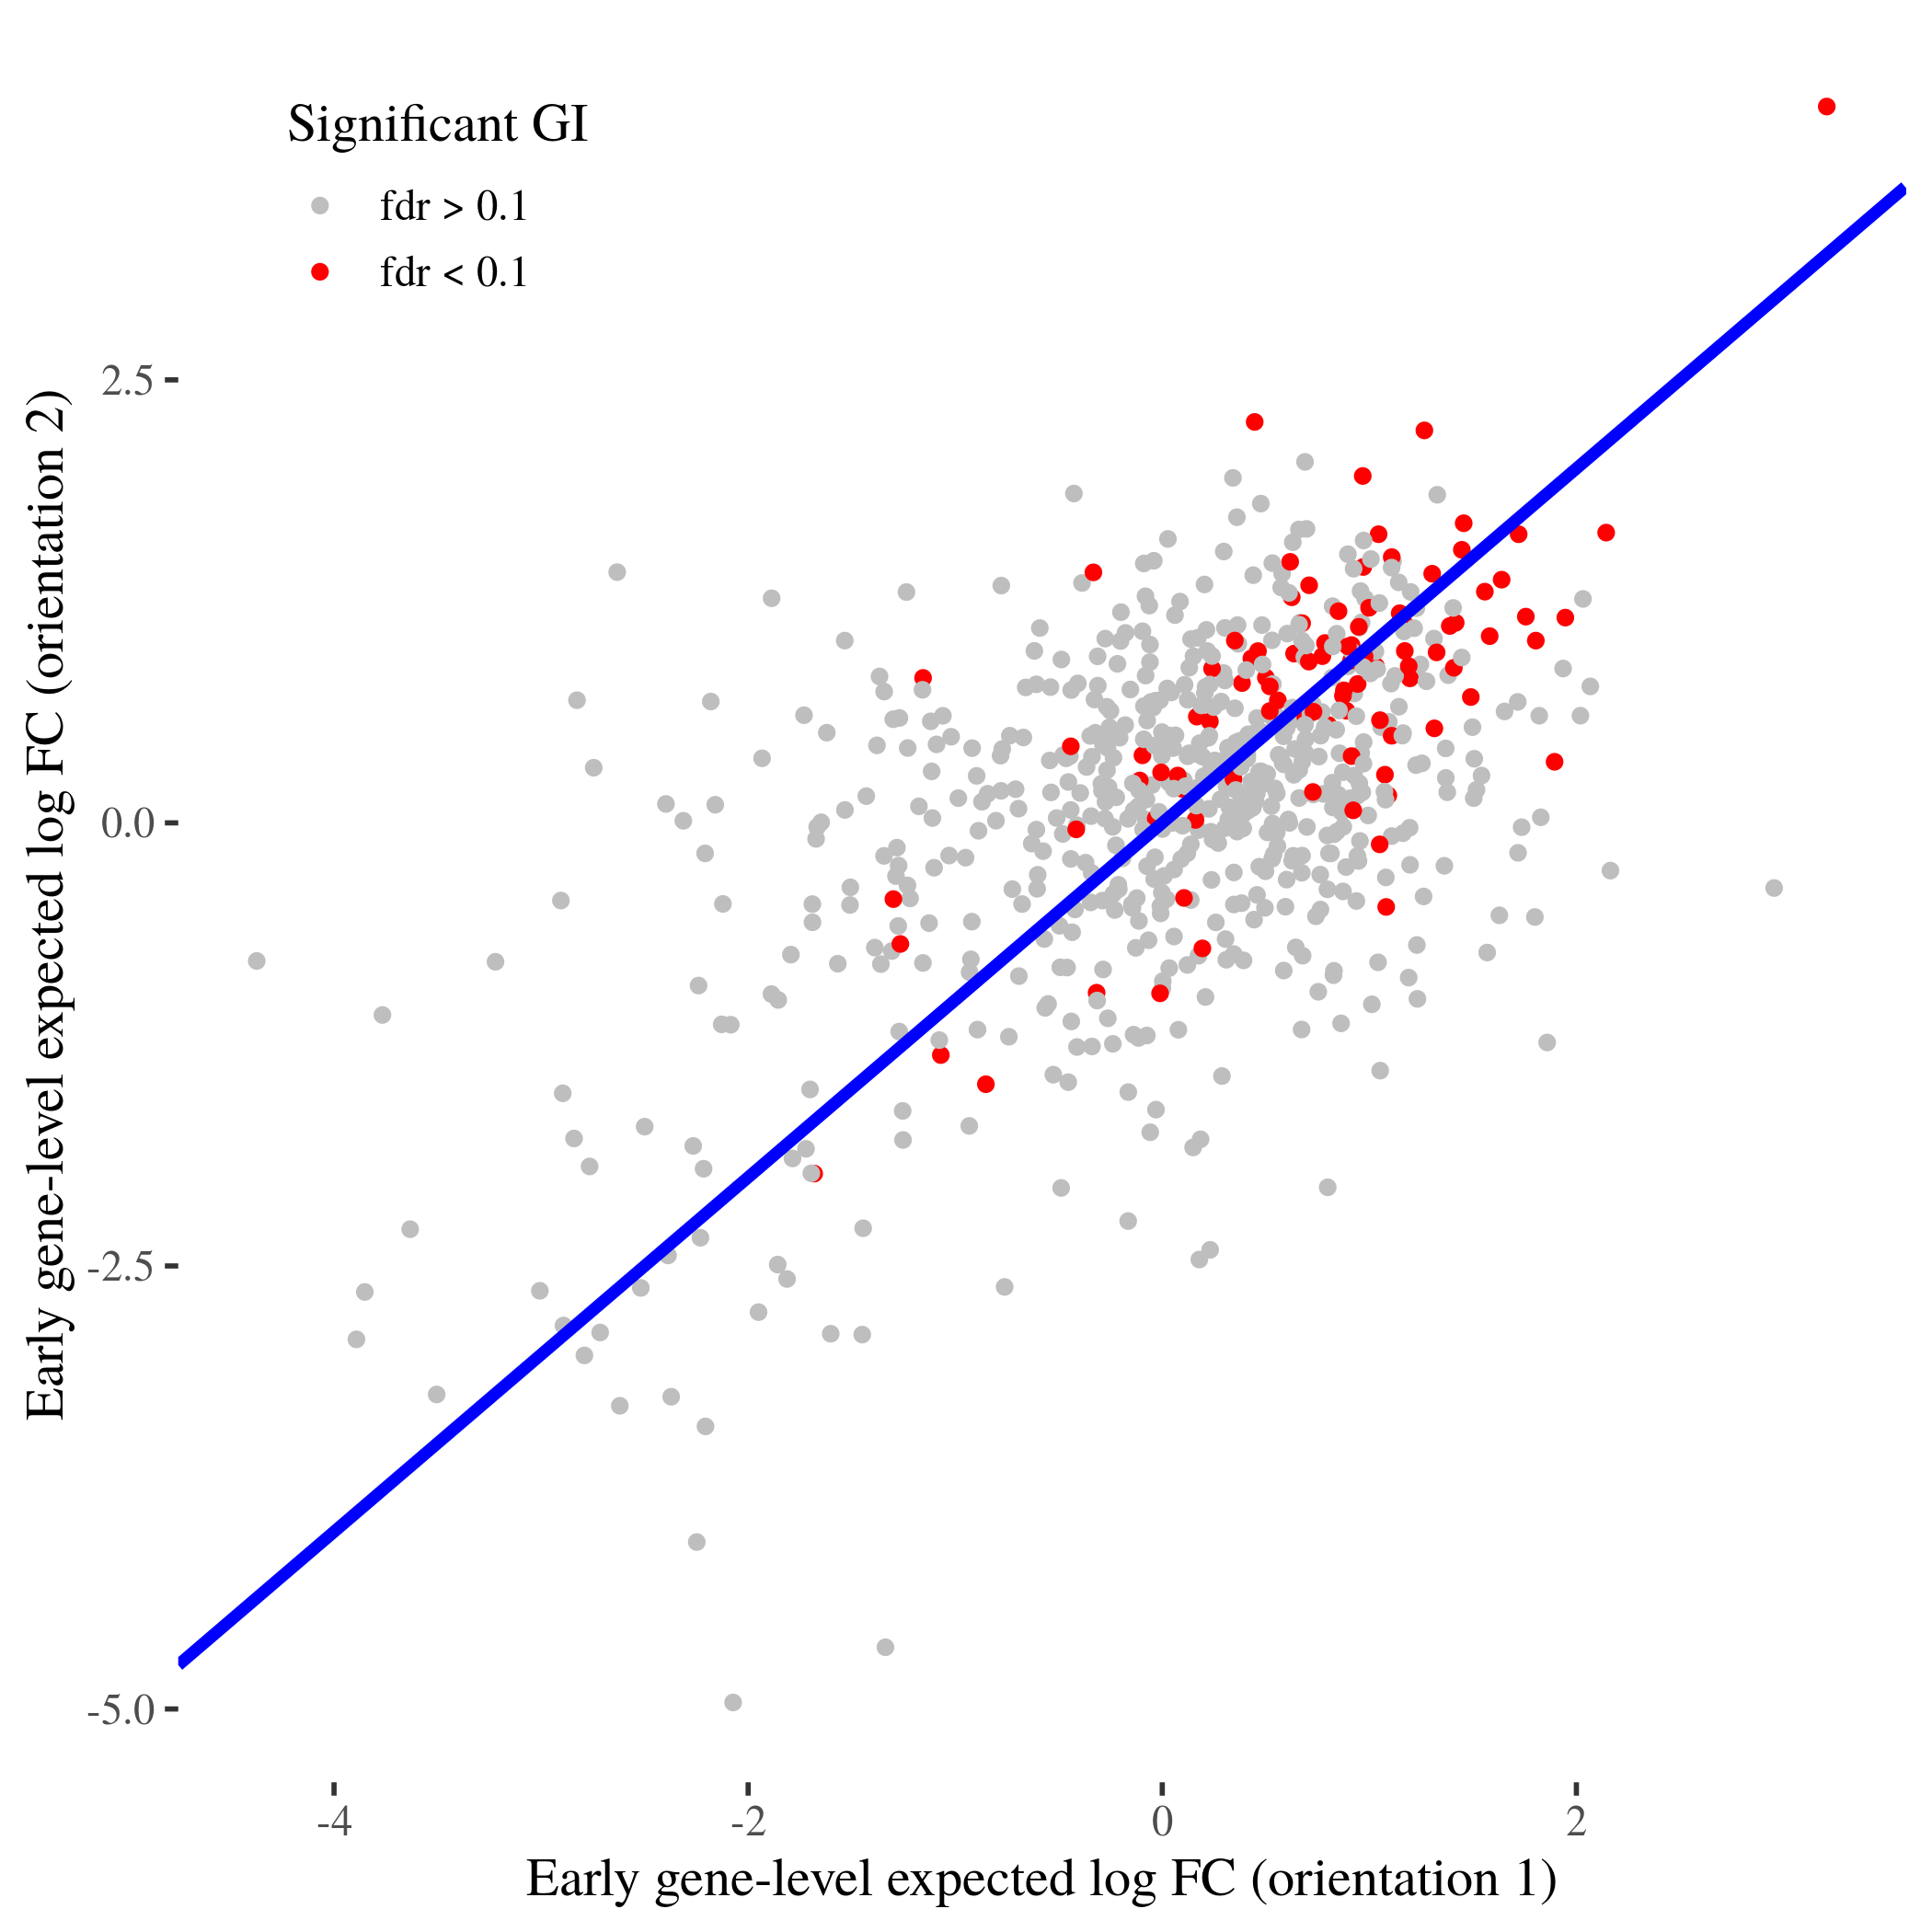 Significant GI
fdr > 0.1
fdr < 0.1
Early gene-level expected log FC (orientation 2)
2.5
0.0
-2.5
-5.0
-4
-2
0
2
Early gene-level expected log FC (orientation 1)